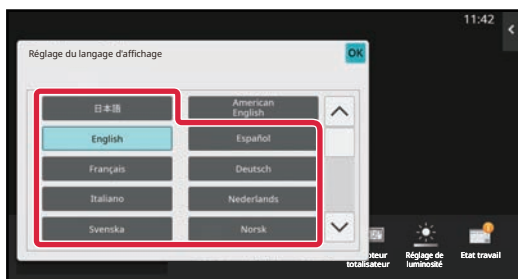 11:42
Réglage du langage d'affichage
OK
日本語
American
English
English
Español
Français
Deutsch
Italiano
Nederlands
Svenska
Norsk
Réglage de
luminosité
Etat travail
totalisateur